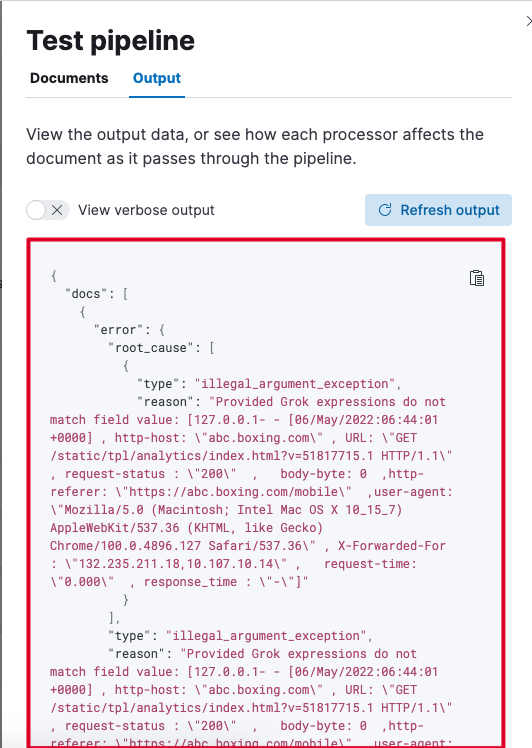 Test pipeline
Documents Output
View the output data, or see how each processor affects the
document as it passes through the pipeline.
View verbose output Refresh output
{
"docs": [
{
"error": {
"root_cause": [
{
"type": "illegal_argument_exception",
"reason": "Provided Grok expressions do not
match field value: [127.0.0.1- - [06/May/2022:06:44:01
+0000] , http-host: \"abc.boxing.com\" , URL: \"GET
/static/tpl/analytics/index.html?v=51817715.1 HTTP/1.1\"
, request-status : \"200\"  ,   body-byte: 0  ,http-
referer: \"https://abc.boxing.com/mobile\"  ,user-agent:
\"Mozilla/5.0 (Macintosh; Intel Mac OS X 10_15_7)
AppleWebKit/537.36 (KHTML, like Gecko)
Chrome/100.0.4896.127 Safari/537.36\" , X-Forwarded-For
: \"132.235.211.18,10.107.10.14\" ,   request-time:
\"0.000\"  , response_time : \"-\"]"
}
],
"type": "illegal_argument_exception",
"reason": "Provided Grok expressions do not
match field value: [127.0.0.1- - [06/May/2022:06:44:01
+0000] , http-host: \"abc.boxing.com\" , URL: \"GET
/static/tpl/analytics/index.html?v=51817715.1 HTTP/1.1\"
, request-status : \"200\"  ,   body-byte: 0  ,http-
referer: \"https://abc.boxing.com/mobile\"  ,user-agent: